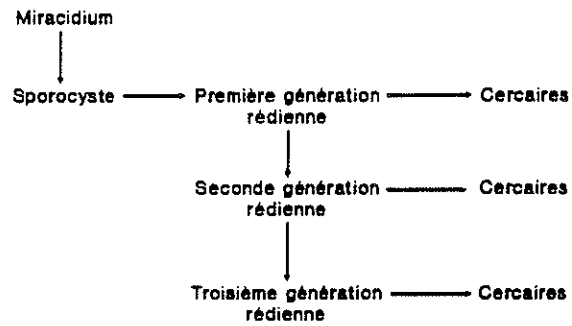 Miracidium
Sporocyste Première génération rédienne Cercaires
Seconde génération rédienne Cercaires
Troisième génération rédienne Cercaires